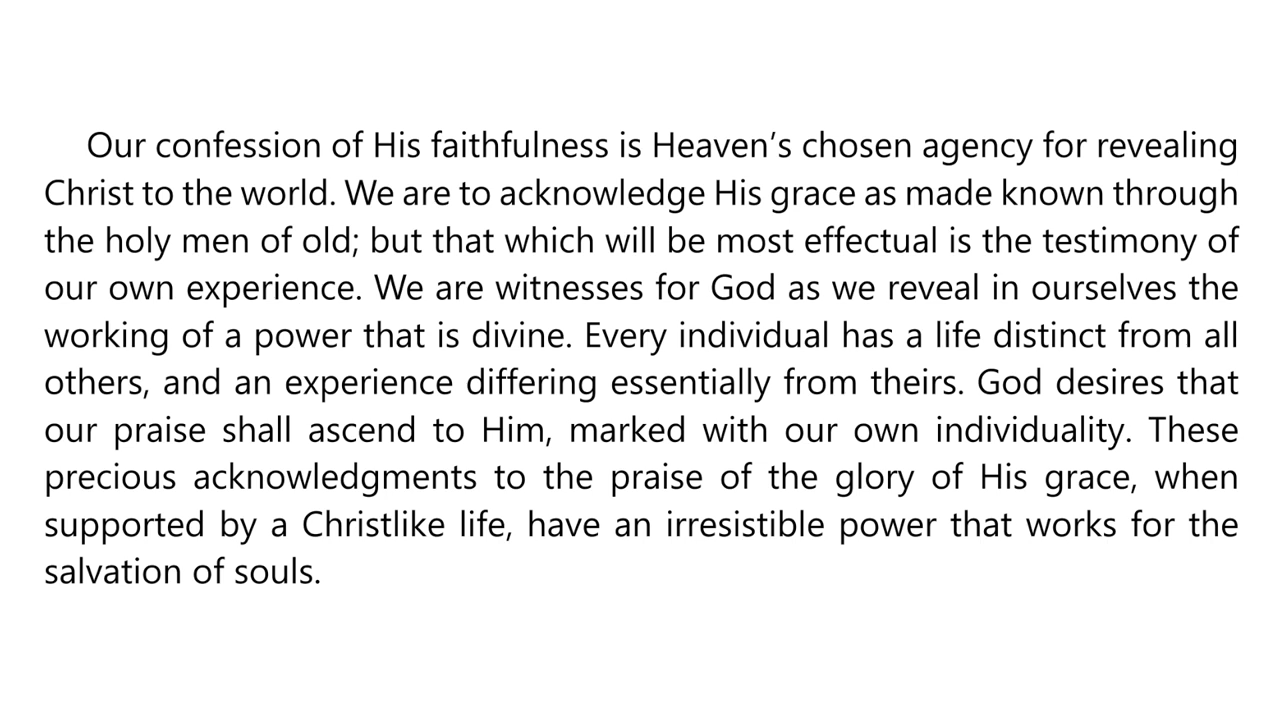 Our confession of His faithfulness is Heaven’s chosen agency for revealing
Christ to the world. We are to acknowledge His grace as made known through
the holy men of old; but that which will be most effectual is the testimony of
our own experience. We are witnesses for God as we reveal in ourselves the
working of a power that is divine. Every individual has a life distinct from all
others, and an experience differing essentially from theirs. God desires that
our praise shall ascend to Him, marked with our own individuality. These
precious acknowledgments to the praise of the glory of His grace, when
supported by a Christlike life, have an irresistible power that works for the
salvation of souls.